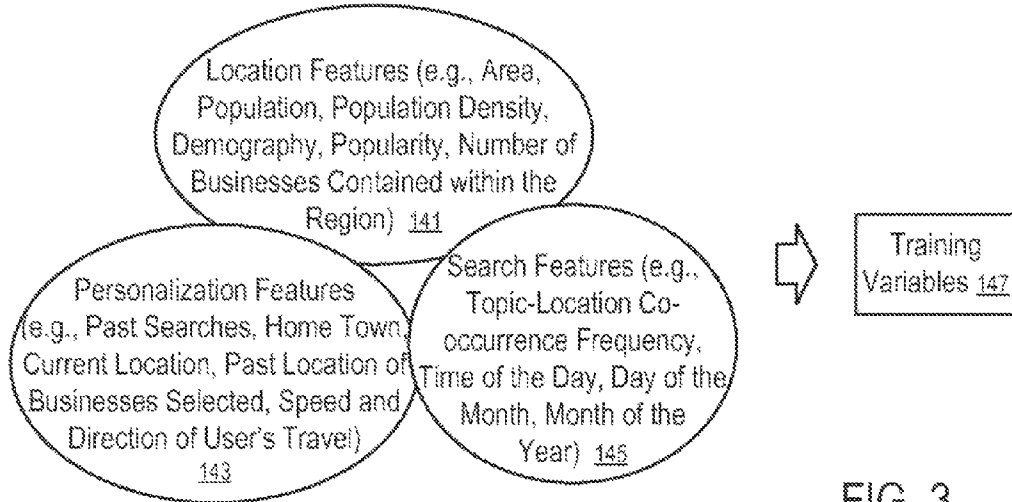 Location Features (e.g., Area,
Population, Population Density,
Demography, Popularity, Number of
Businesses Contained within the
Region) 141
Personalization Features
(e.g., Past Searches, Home Town,
Current Location, Past Location of
Businesses Selected, Speed and
Direction of User's Travel)
143
Search Features (e.g.,
Topic-Location Co-
occurrence Frequency,
Time of the Day, Day of the
Month, Month of the
Year) 145
Training
Variables 147
FIG. 3